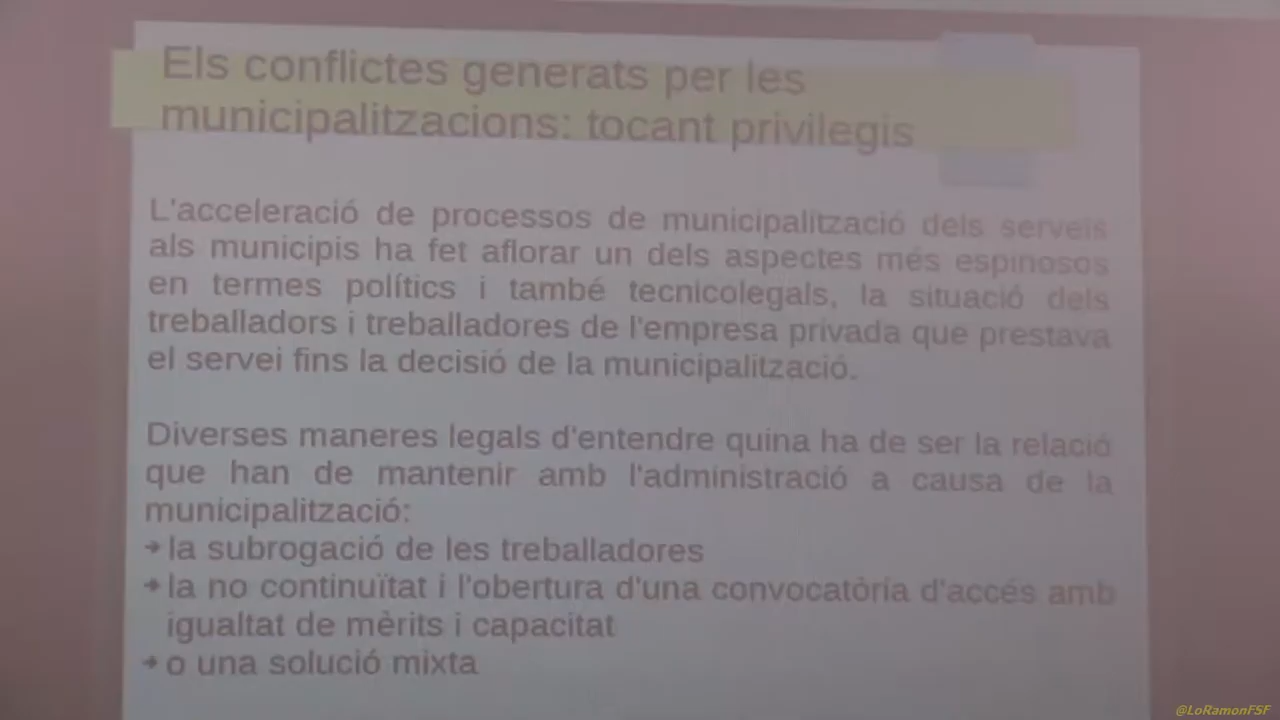 Els conflictes generats per les
municipalitzacions: tocant privilegis
L'acceleració de processos de municipalització dels serveis
als municipis ha fet aflorar un dels aspectes més espinosos
en termes polítics i també tecnicolegals, la situació dels
treballadors i treballadores de l'empresa privada que prestava
el servei fins la decisió de la municipalització.
Diverses maneres legals d'entendre quina ha de ser la relació
que han de mantenir amb l'administració a causa de la
municipalització:
➔ la subrogació de les treballadores
➔ la no continuïtat i l'obertura d'una convocatòria d'accés amb
igualtat de mèrits i capacitat
➔ o una solució mixta
@LoRamonFSF